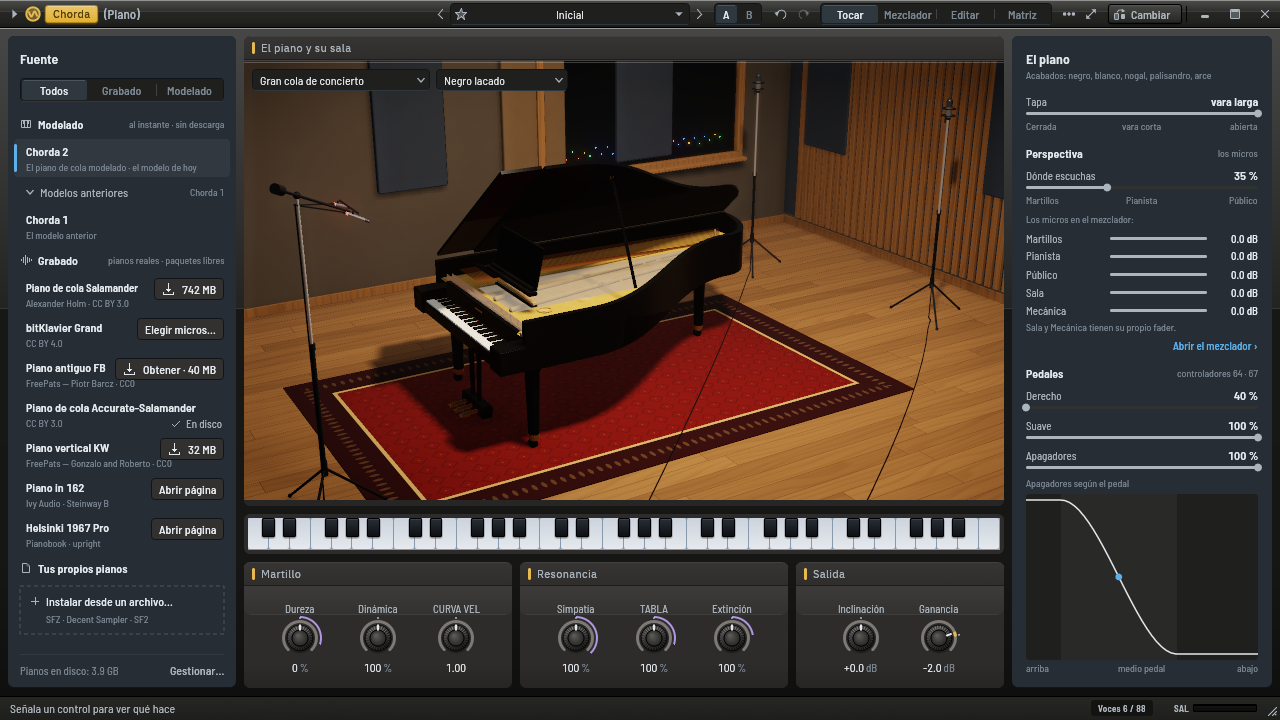 Chorda (Piano)
Inicial
A B
Tocar Mezclador Editar Matriz
Cambiar
Fuente
Todos Grabado Modelado
Modelado al instante · sin descarga
Chorda 2
El piano de cola modelado · el modelo de hoy
Modelos anteriores Chorda 1
Chorda 1
El modelo anterior
Grabado pianos reales · paquetes libres
Piano de cola Salamander
742 MB
Alexander Holm · CC BY 3.0
bitKlavier Grand
Elegir micros...
CC BY 4.0
Piano antiguo FB
Obtener · 40 MB
FreePats — Piotr Barcz · CC0
Piano de cola Accurate-Salamander
CC BY 3.0
En disco
Piano vertical KW
32 MB
FreePats — Gonzalo and Roberto · CC0
Piano in 162
Abrir página
Ivy Audio · Steinway B
Helsinki 1967 Pro
Abrir página
Pianobook · upright
Tus propios pianos
Instalar desde un archivo...
SFZ · Decent Sampler · SF2
Pianos en disco: 3.9 GB Gestionar...
El piano y su sala
Gran cola de concierto
Negro lacado
Martillo
Dureza Dinámica CURVA VEL
0 % 100 % 1.00
Resonancia
Simpatía TABLA Extinción
100 % 100 % 100 %
Salida
Inclinación Ganancia
+0.0 dB -2.0 dB
El piano
Acabados: negro, blanco, nogal, palisandro, arce
Tapa vara larga
Cerrada vara corta abierta
Perspectiva los micros
Dónde escuchas 35 %
Martillos Pianista Público
Los micros en el mezclador:
Martillos 0.0 dB
Pianista 0.0 dB
Público 0.0 dB
Sala 0.0 dB
Mecánica 0.0 dB
Sala y Mecánica tienen su propio fader.
Abrir el mezclador ›
Pedales controladores 64 · 67
Derecho 40 %
Suave 100 %
Apagadores 100 %
Apagadores según el pedal
arriba medio pedal abajo
Señala un control para ver qué hace
Voces 6 / 88
SAL